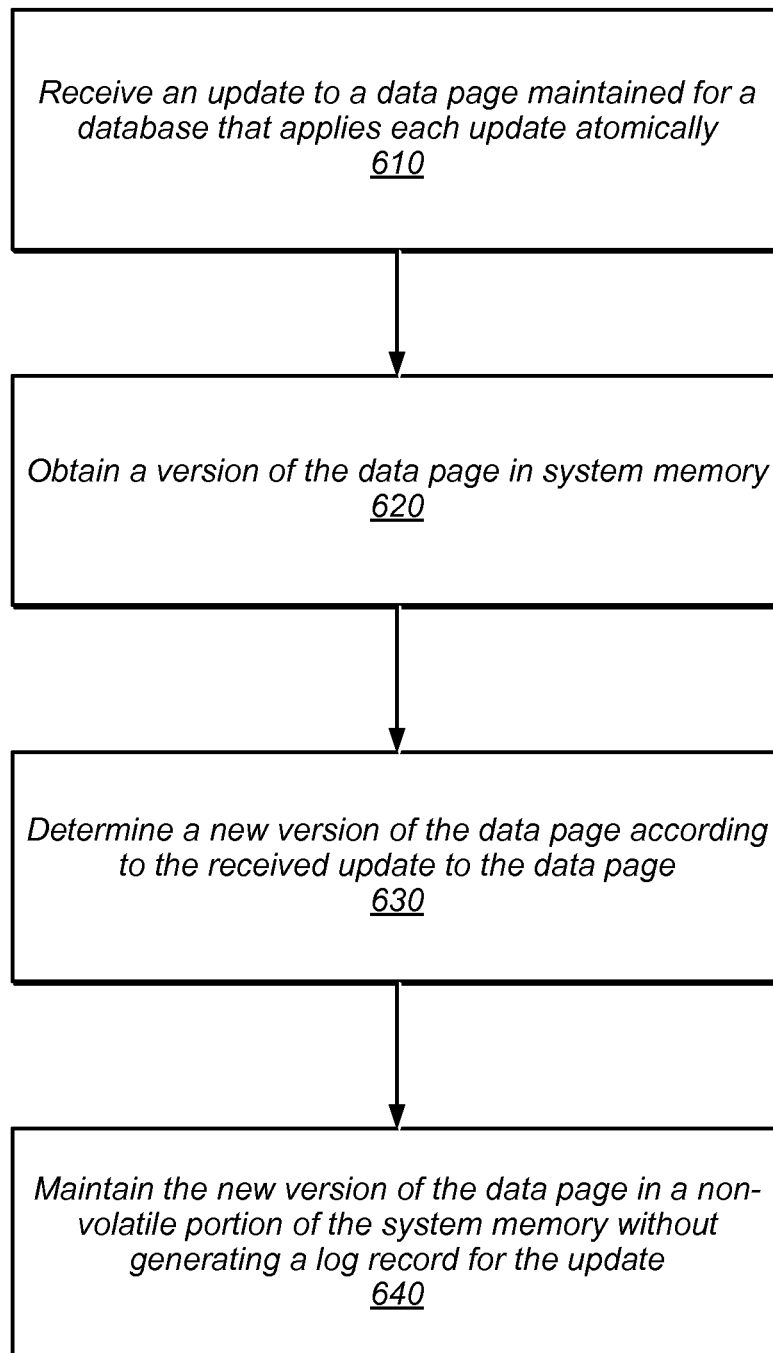 Receive an update to a data page maintained for a
database that applies each update atomically
610
Obtain a version of the data page in system memory
620
Determine a new version of the data page according
to the received update to the data page
630
Maintain the new version of the data page in a non-
volatile portion of the system memory without
generating a log record for the update
640